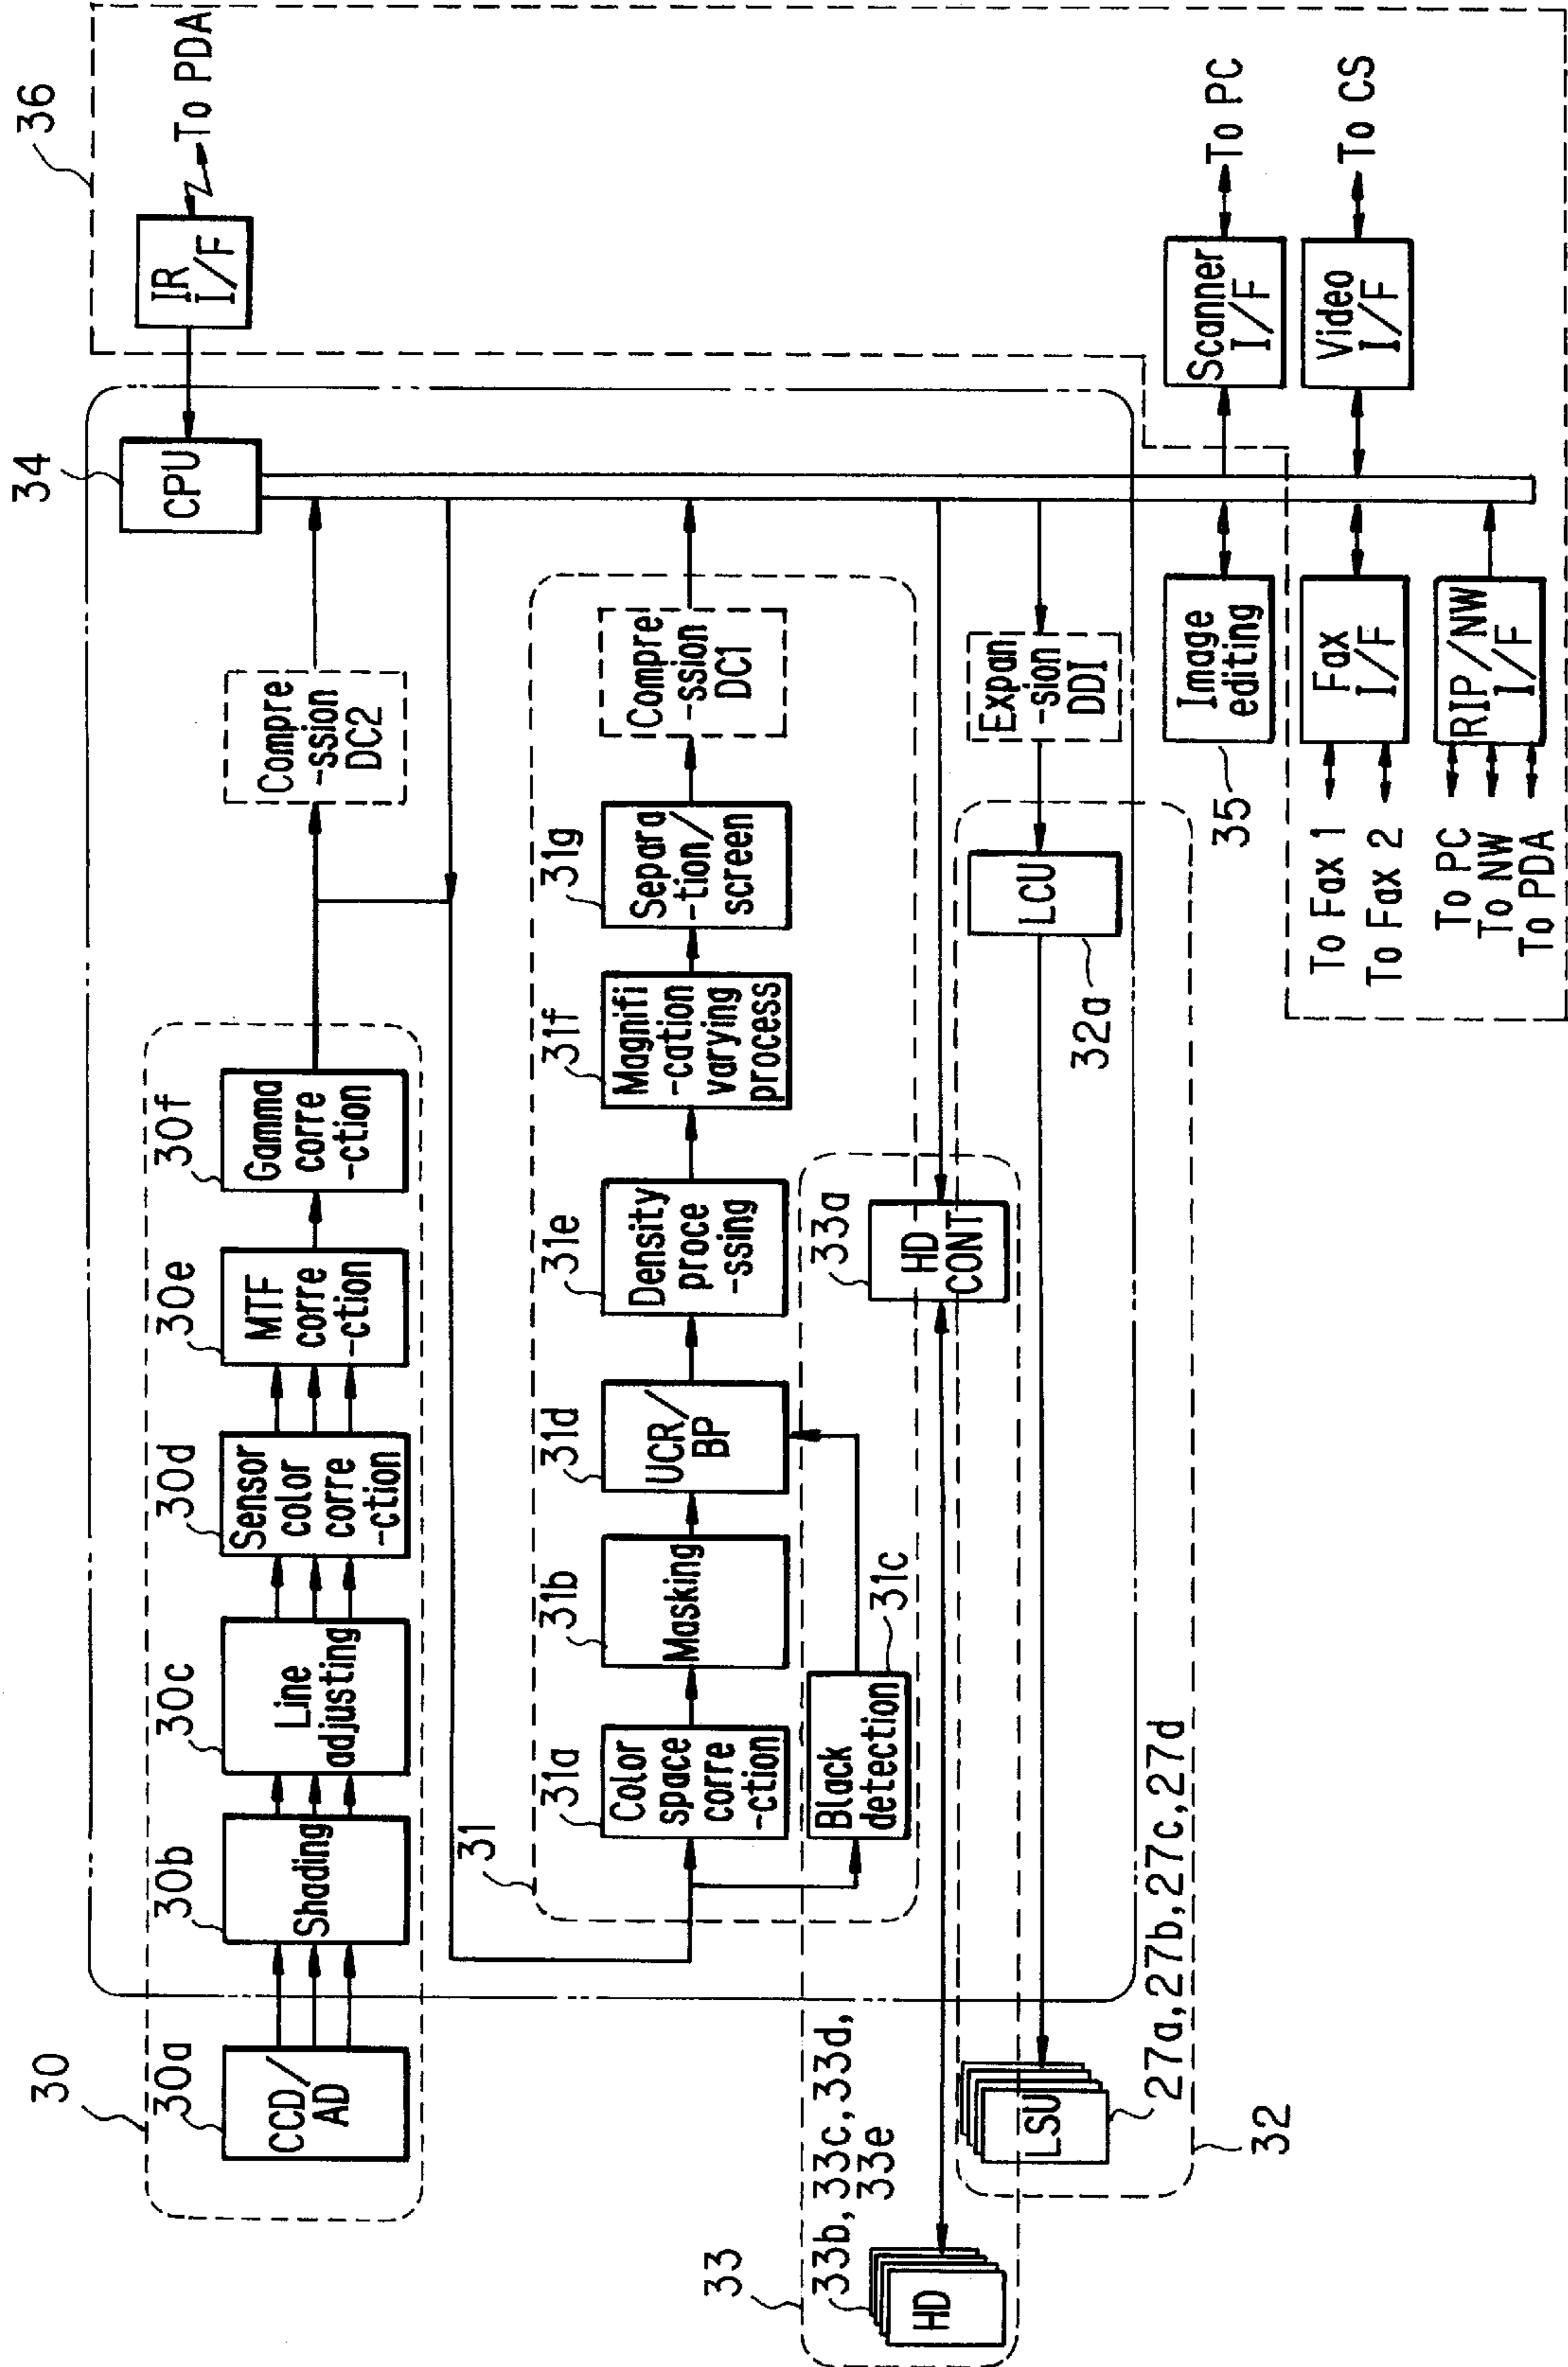 30
30a
CCD/
AD
30b
Shading
30c
Line
adjusting
30d
Sensor
color
corre
-ction
30e
MTF
corre
-ction
30f
Gamma
corre
-ction
Compre
-ssion
DC2
34
CPU
IR
I/F
To PDA
36
31
31a
Color
space
corre
-ction
31b
Masking
31c
Black
detection
31d
UCR/
BP
31e
Density
proce
-ssing
31f
Magnifi
-cation
varying
process
31g
Separa
-tion/
screen
Compre
-ssion
DC1
33
33b, 33c, 33d,
33e
HD
33a
HD
CONT
LSU
27a, 27b, 27c, 27d
32
32a
LCU
Expan
-sion
DDI
35
Image
editing
Scanner
I/F
To PC
Video
I/F
To CS
To Fax 1
To Fax 2
Fax
I/F
To PC
To NW
To PDA
RIP/NW
I/F